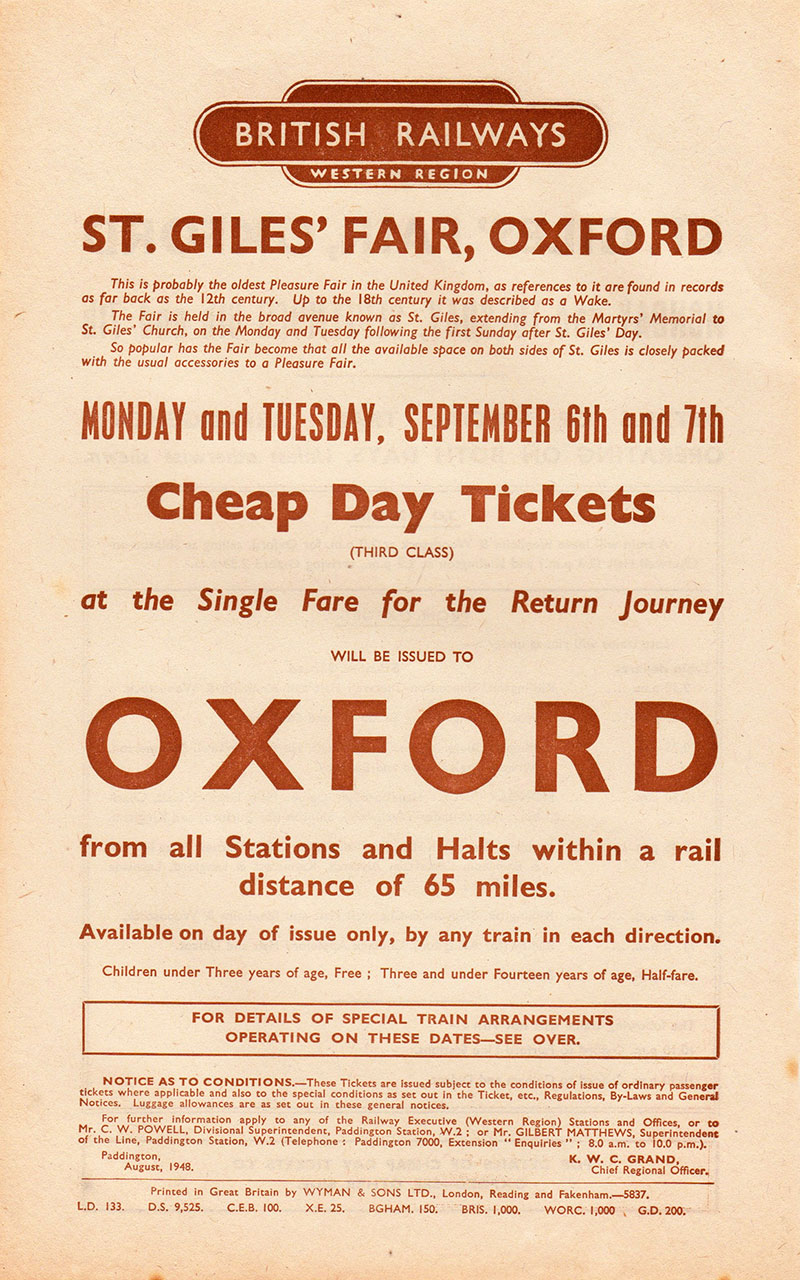 BRITISH RAILWAYS
WESTERN REGION
ST. GILES' FAIR, OXFORD
This is probably the oldest Pleasure Fair in the United Kingdom, as references to it are found in records
as far back as the 12th century. Up to the 18th century it was described as a Wake.
The Fair is held in the broad avenue known as St. Giles, extending from the Martyrs' Memorial to
St. Giles' Church, on the Monday and Tuesday following the first Sunday after St. Giles' Day.
So popular has the Fair become that all the available space on both sides of St. Giles is closely packed
with the usual accessories to a Pleasure Fair.
MONDAY and TUESDAY, SEPTEMBER 6th and 7th
Cheap Day Tickets
(THIRD CLASS)
at the Single Fare for the Return Journey
WILL BE ISSUED TO
OXFORD
from all Stations and Halts within a rail
distance of 65 miles.
Available on day of issue only, by any train in each direction.
Children under Three years of age, Free ; Three and under Fourteen years of age, Half-fare.
FOR DETAILS OF SPECIAL TRAIN ARRANGEMENTS
OPERATING ON THESE DATES—SEE OVER.
NOTICE AS TO CONDITIONS.—These Tickets are issued subject to the conditions of issue of ordinary passenger
tickets where applicable and also to the special conditions as set out in the Ticket, etc., Regulations, By-Laws and General
Notices. Luggage allowances are as set out in these general notices.
For further information apply to any of the Railway Executive (Western Region) Stations and Offices, or to
Mr. C. W. POWELL, Divisional Superintendent, Paddington Station, W.2 ; or Mr. GILBERT MATTHEWS, Superintendent
of the Line, Paddington Station, W.2 (Telephone : Paddington 7000, Extension " Enquiries " ; 8.0 a.m. to 10.0 p.m.).
Paddington, K. W. C. GRAND,
August, 1948. Chief Regional Officer.
Printed in Great Britain by WYMAN & SONS LTD., London, Reading and Fakenham.—5837.
L.D. 133. D.S. 9,525. C.E.B. 100. X.E. 25. BGHAM. 150. BRIS. 1,000. WORC. 1,000 G.D. 200.